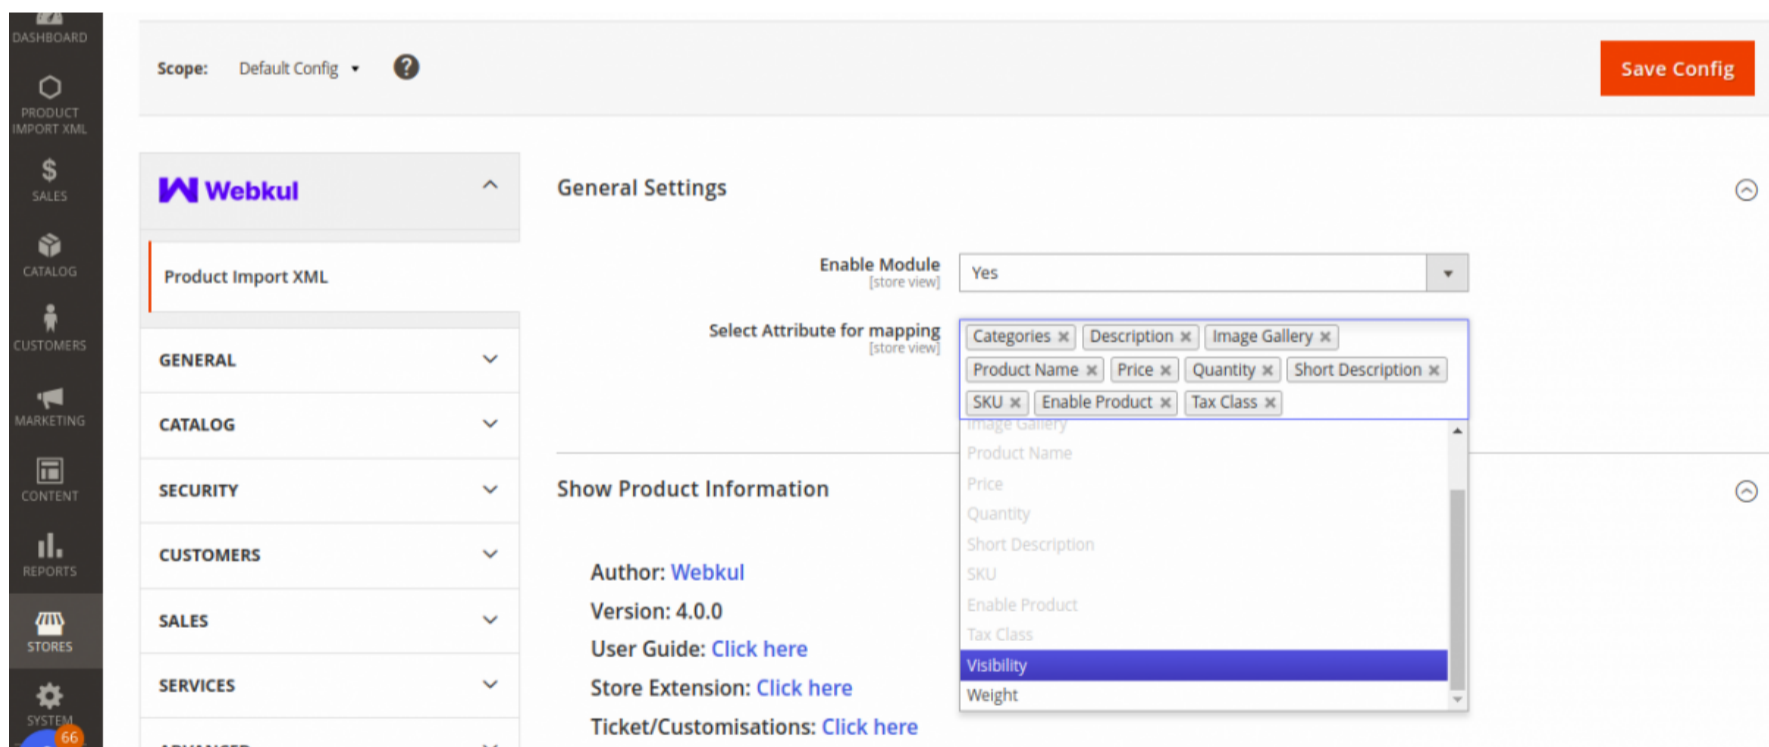 DASHBOARD
PRODUCT
IMPORT XML
SALES
CATALOG
CUSTOMERS
MARKETING
CONTENT
REPORTS
STORES
SYSTEM
66
Scope: Default Config ?
Save Config
Webkul
Product Import XML
GENERAL
CATALOG
SECURITY
CUSTOMERS
SALES
SERVICES
ADVANCED
General Settings
Enable Module
[store view]
Yes
Select Attribute for mapping
[store view]
Categories × Description × Image Gallery ×
Product Name × Price × Quantity × Short Description ×
SKU × Enable Product × Tax Class ×
Image Gallery
Product Name
Price
Quantity
Short Description
SKU
Enable Product
Tax Class
Visibility
Weight
Show Product Information
Author: Webkul
Version: 4.0.0
User Guide: Click here
Store Extension: Click here
Ticket/Customisations: Click here